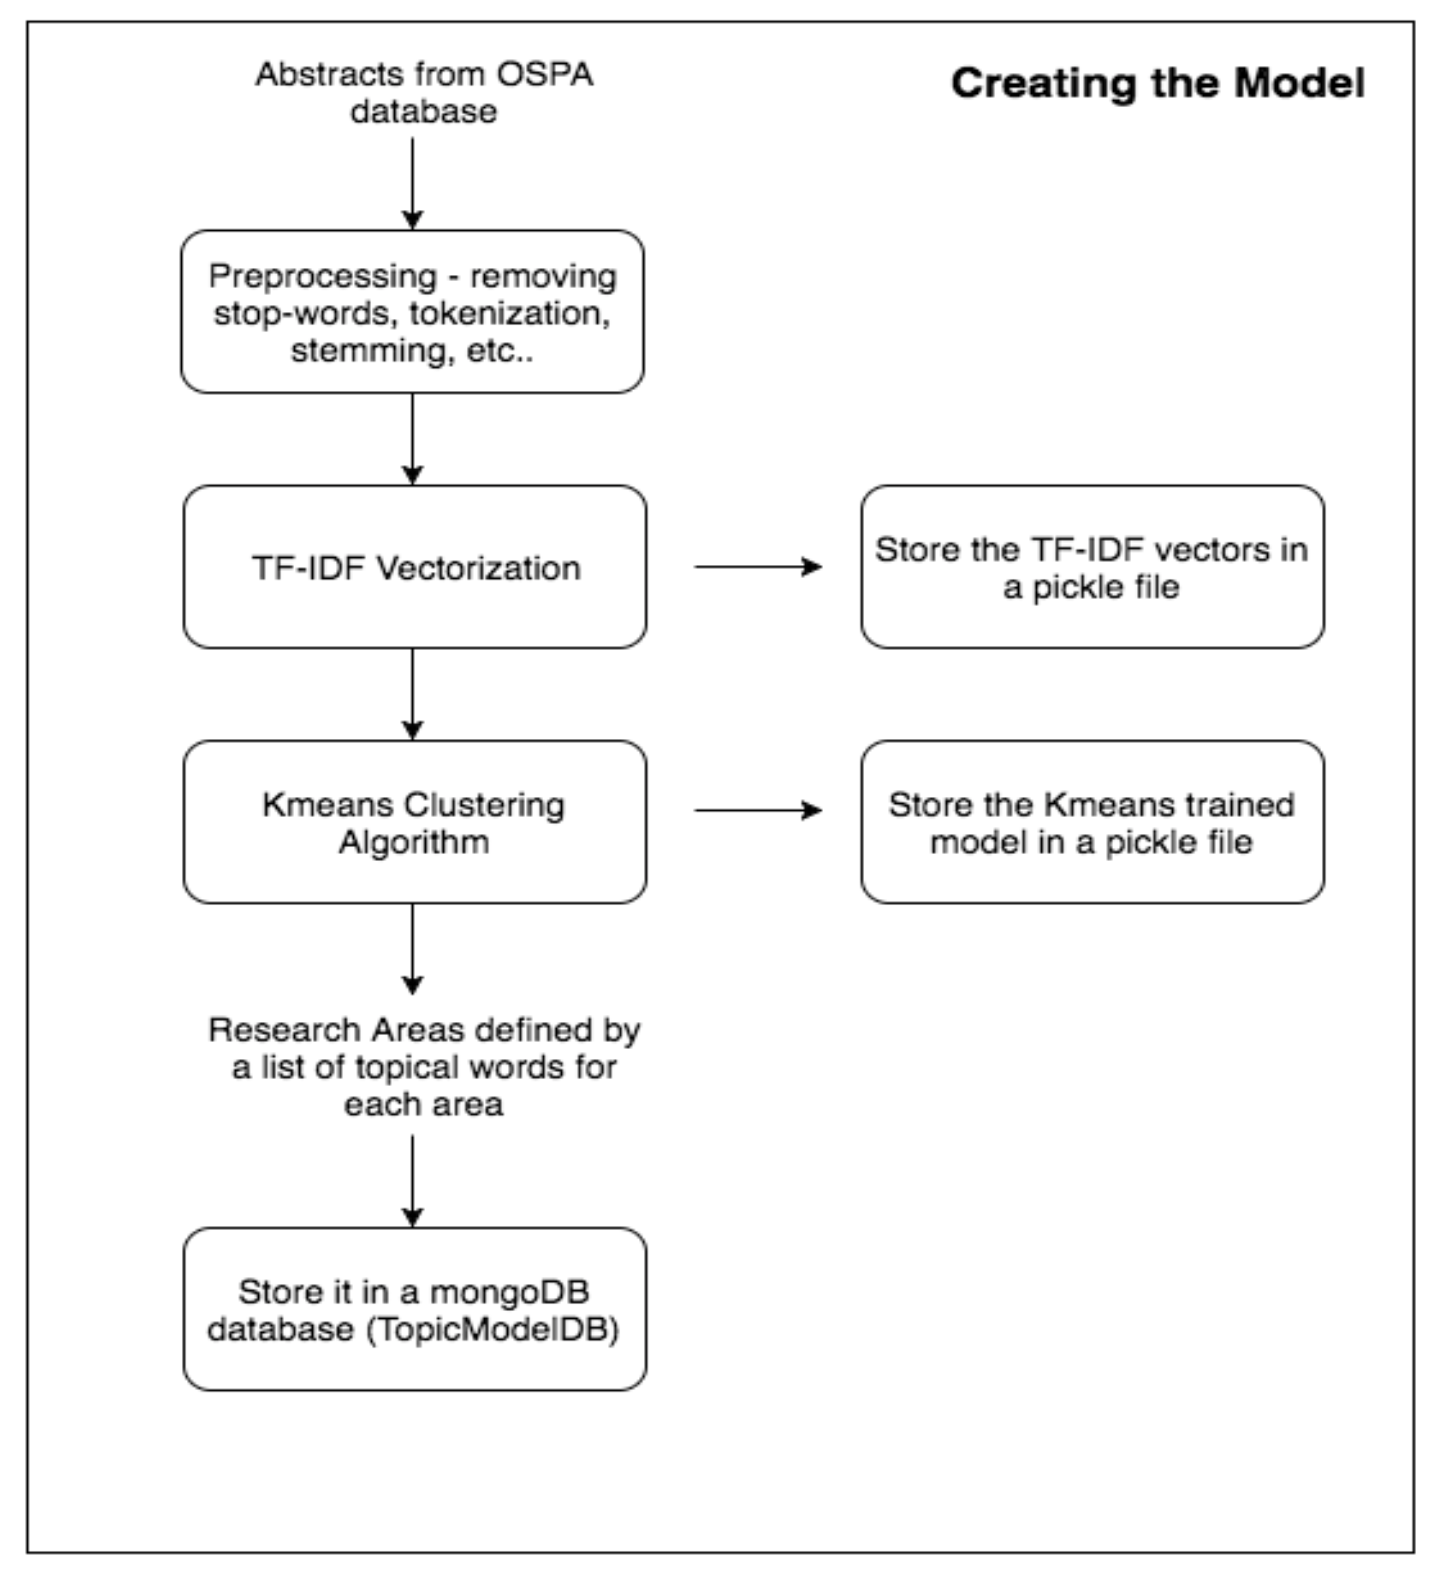 Creating the Model
Abstracts from OSPA
database
Preprocessing - removing
stop-words, tokenization,
stemming, etc..
TF-IDF Vectorization
Store the TF-IDF vectors in
a pickle file
Kmeans Clustering
Algorithm
Store the Kmeans trained
model in a pickle file
Research Areas defined by
a list of topical words for
each area
Store it in a mongoDB
database (TopicModelDB)